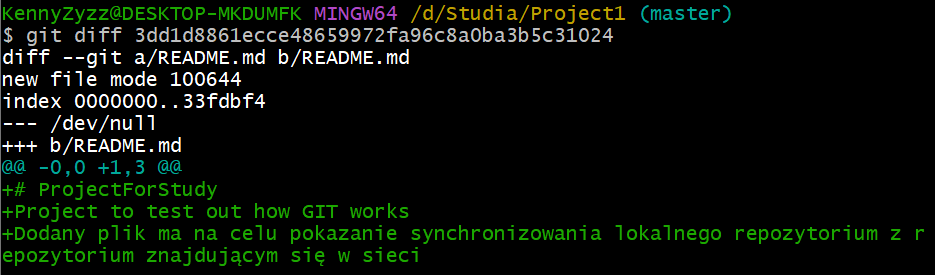 KennyZyzz@DESKTOP-MKDUMFK MINGW64 /d/Studia/Project1 (master)
$ git diff 3dd1d8861ecce48659972fa96c8a0ba3b5c31024
diff --git a/README.md b/README.md
new file mode 100644
index 0000000..33fdbf4
--- /dev/null
+++ b/README.md
@@ -0,0 +1,3 @@
+# ProjectForStudy
+Project to test out how GIT works
+Dodany plik ma na celu pokazanie synchronizowania lokalnego repozytorium z r
epozytorium znajdującym się w sieci